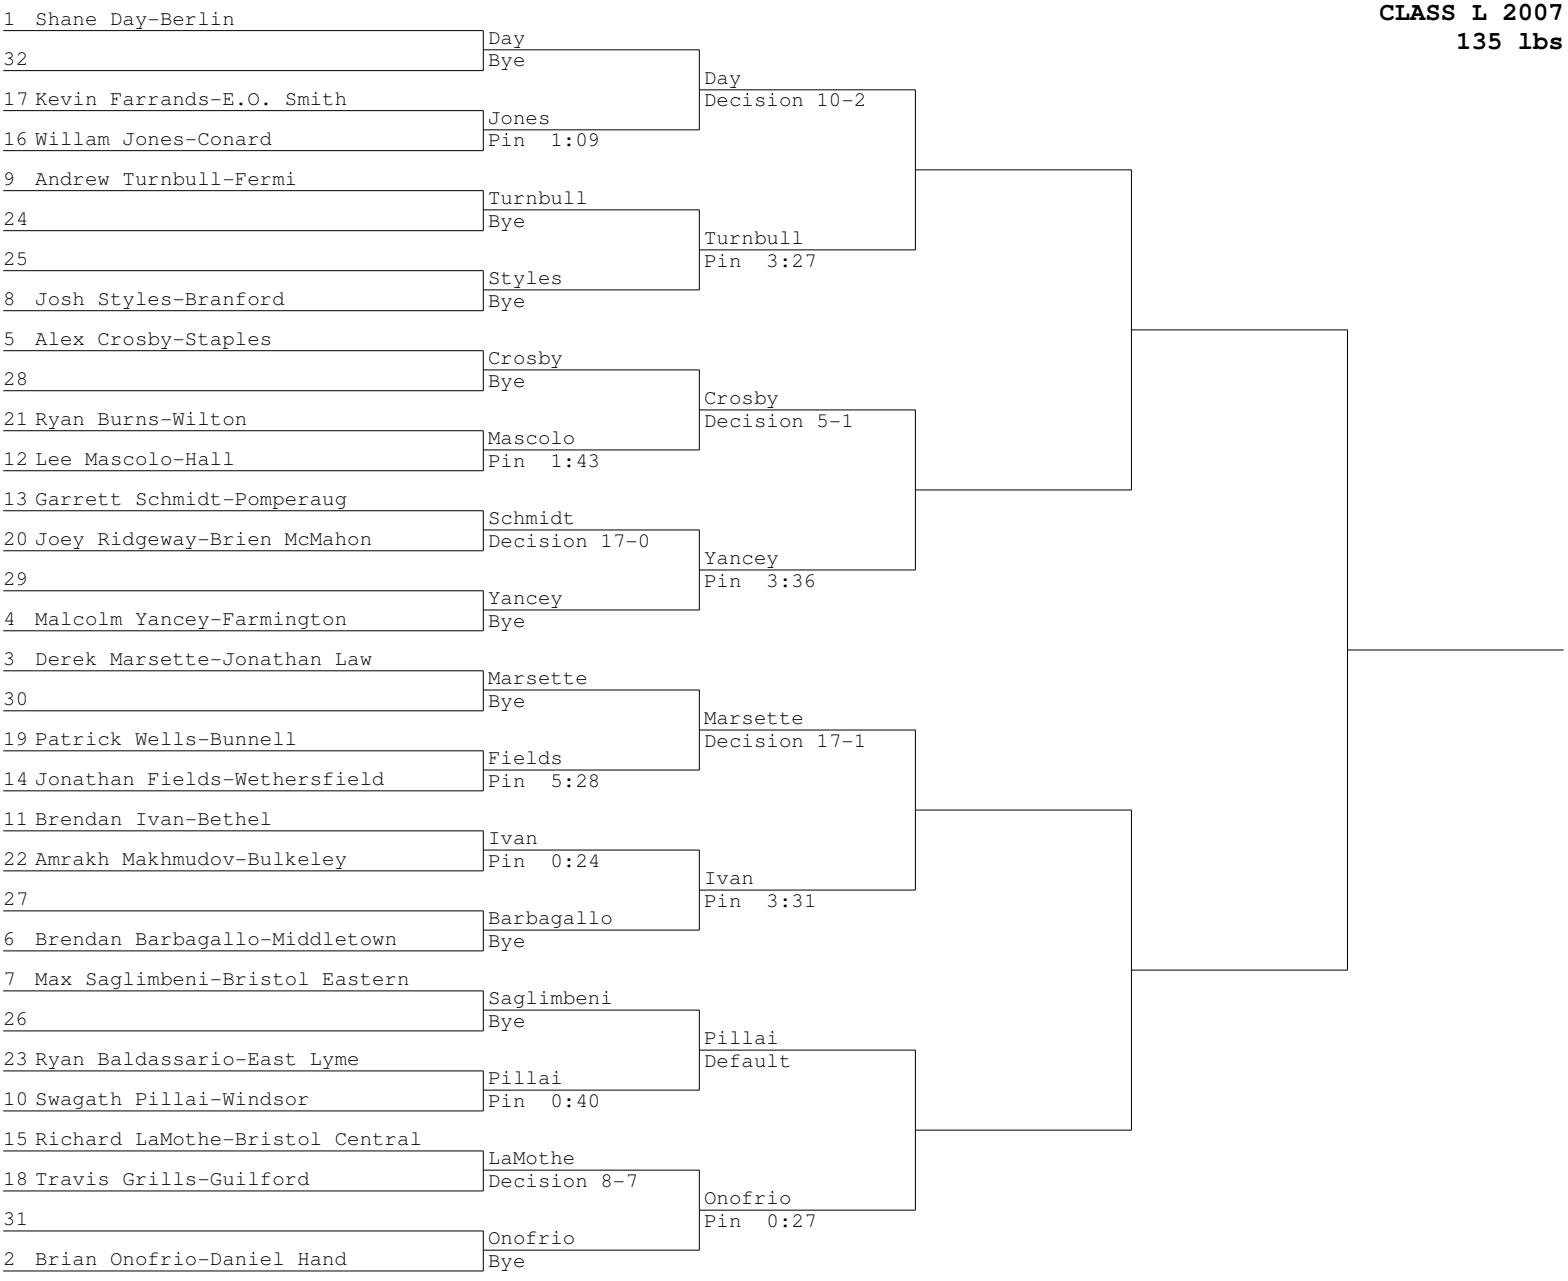 CLASS L 2007
135 lbs
1 Shane Day-Berlin
32
17 Kevin Farrands-E.O. Smith
16 Willam Jones-Conard
9 Andrew Turnbull-Fermi
24
25
8 Josh Styles-Branford
5 Alex Crosby-Staples
28
21 Ryan Burns-Wilton
12 Lee Mascolo-Hall
13 Garrett Schmidt-Pomperaug
20 Joey Ridgeway-Brien McMahon
29
4 Malcolm Yancey-Farmington
3 Derek Marsette-Jonathan Law
30
19 Patrick Wells-Bunnell
14 Jonathan Fields-Wethersfield
11 Brendan Ivan-Bethel
22 Amrakh Makhmudov-Bulkeley
27
6 Brendan Barbagallo-Middletown
7 Max Saglimbeni-Bristol Eastern
26
23 Ryan Baldassario-East Lyme
10 Swagath Pillai-Windsor
15 Richard LaMothe-Bristol Central
18 Travis Grills-Guilford
31
2 Brian Onofrio-Daniel Hand
Day
Bye
Jones
Pin 1:09
Turnbull
Bye
Styles
Bye
Crosby
Bye
Mascolo
Pin 1:43
Schmidt
Decision 17-0
Yancey
Bye
Marsette
Bye
Fields
Pin 5:28
Ivan
Pin 0:24
Barbagallo
Bye
Saglimbeni
Bye
Pillai
Pin 0:40
LaMothe
Decision 8-7
Onofrio
Bye
Day
Decision 10-2
Turnbull
Pin 3:27
Crosby
Decision 5-1
Yancey
Pin 3:36
Marsette
Decision 17-1
Ivan
Pin 3:31
Pillai
Default
Onofrio
Pin 0:27